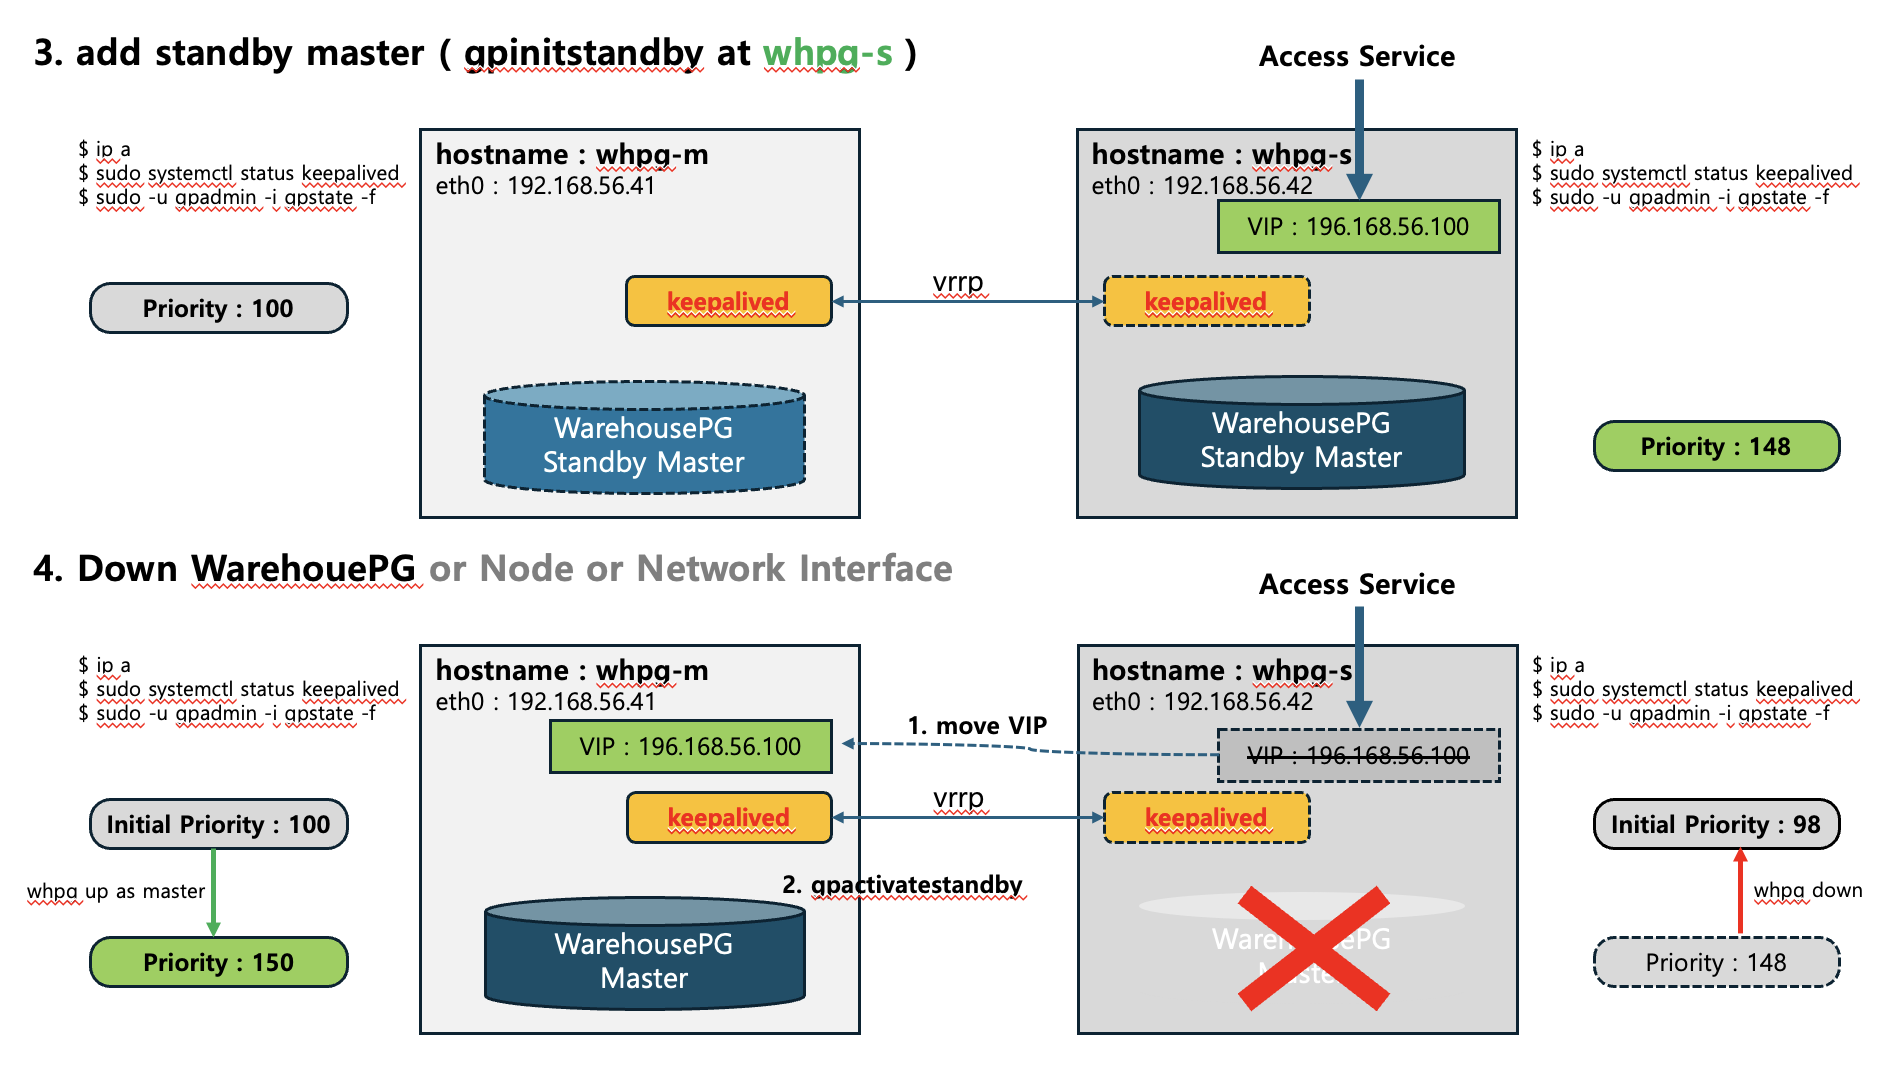 3. add standby master ( gpinitstandby at whpg-s )
Access Service
$ ip a
$ sudo systemctl status keepalived
$ sudo -u gpadmin -i gpstate -f
hostname : whpg-m
eth0 : 192.168.56.41
hostname : whpg-s
eth0 : 192.168.56.42
VIP : 196.168.56.100
$ ip a
$ sudo systemctl status keepalived
$ sudo -u gpadmin -i gpstate -f
Priority : 100
keepalived
vrrp
keepalived
WarehousePG
Standby Master
WarehousePG
Standby Master
Priority : 148
4. Down WarehouePG or Node or Network Interface
Access Service
$ ip a
$ sudo systemctl status keepalived
$ sudo -u gpadmin -i gpstate -f
hostname : whpg-m
eth0 : 192.168.56.41
VIP : 196.168.56.100
1. move VIP
hostname : whpg-s
eth0 : 192.168.56.42
VIP : 196.168.56.100
$ ip a
$ sudo systemctl status keepalived
$ sudo -u gpadmin -i gpstate -f
Initial Priority : 100
whpg up as master
Priority : 150
keepalived
vrrp
keepalived
2. gpactivatestandby
WarehousePG
Master
WarehousePG
Master
Initial Priority : 98
whpg down
Priority : 148